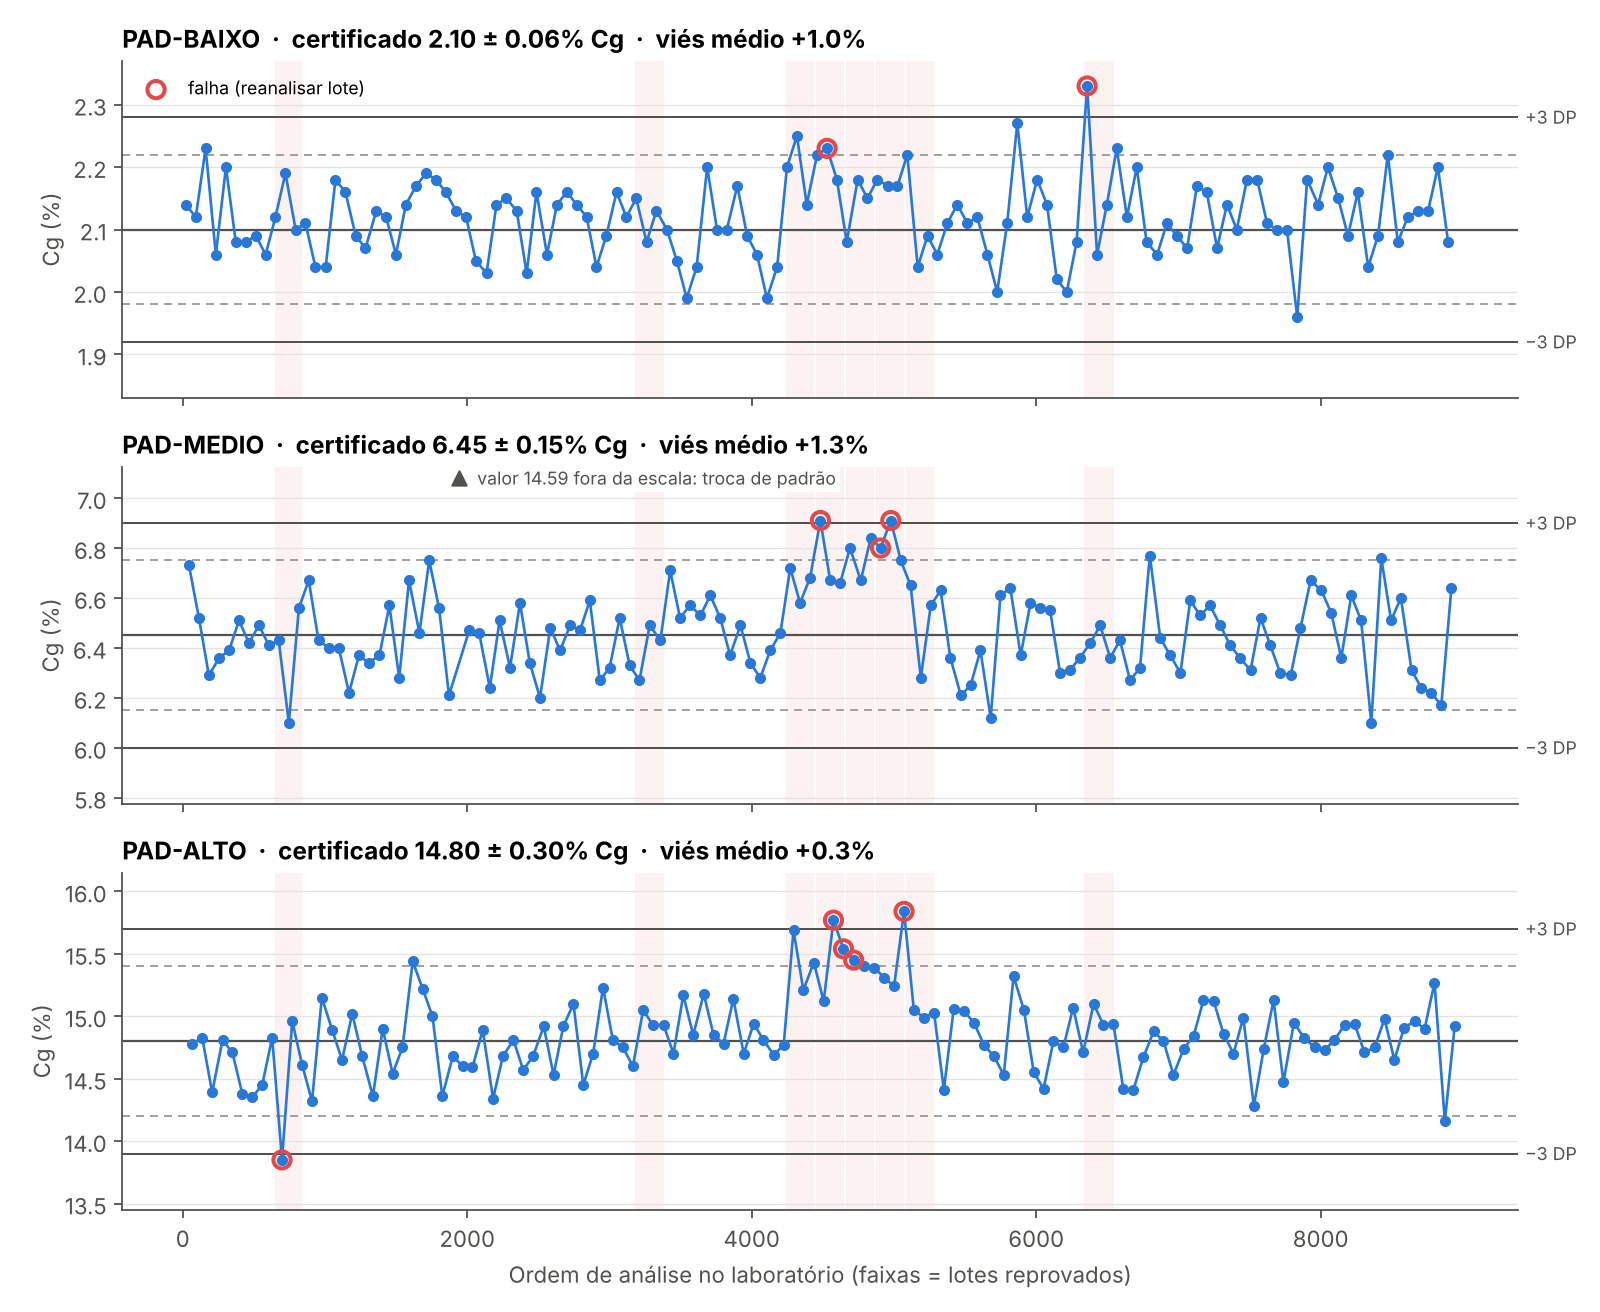 PAD-BAIXO · certificado 2.10 ± 0.06% Cg · viés médio +1.0%
falha (reanalisar lote)
Cg (%)
2.3
2.2
2.1
2.0
1.9
+3 DP
−3 DP
PAD-MEDIO · certificado 6.45 ± 0.15% Cg · viés médio +1.3%
▲ valor 14.59 fora da escala: troca de padrão
Cg (%)
7.0
6.8
6.6
6.4
6.2
6.0
5.8
+3 DP
−3 DP
PAD-ALTO · certificado 14.80 ± 0.30% Cg · viés médio +0.3%
Cg (%)
16.0
15.5
15.0
14.5
14.0
13.5
+3 DP
−3 DP
0 2000 4000 6000 8000
Ordem de análise no laboratório (faixas = lotes reprovados)